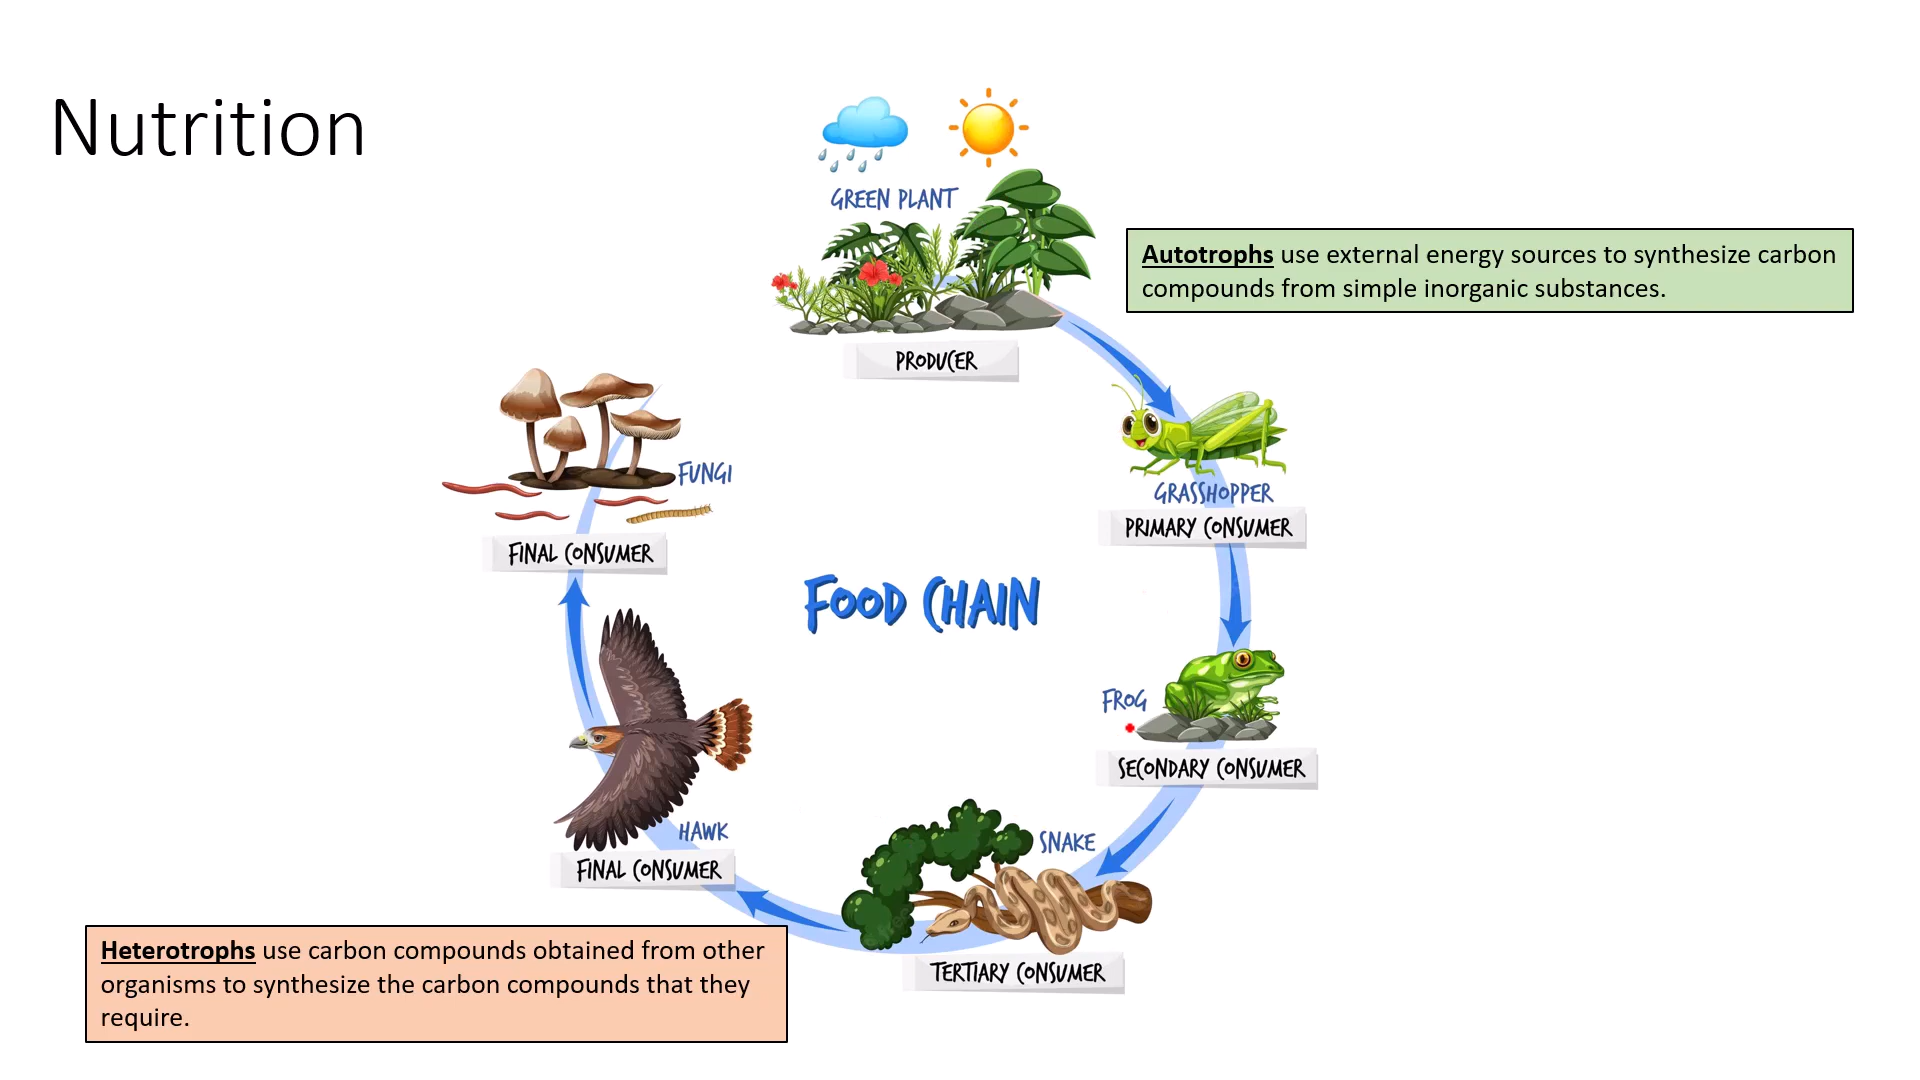 Nutrition
GREEN PLANT
PRODUCER
Autotrophs use external energy sources to synthesize carbon
compounds from simple inorganic substances.
GRASSHOPPER
PRIMARY CONSUMER
FROG
SECONDARY CONSUMER
SNAKE
TERTIARY CONSUMER
HAWK
FINAL CONSUMER
FUNGI
FINAL CONSUMER
FOOD CHAIN
Heterotrophs use carbon compounds obtained from other
organisms to synthesize the carbon compounds that they
require.